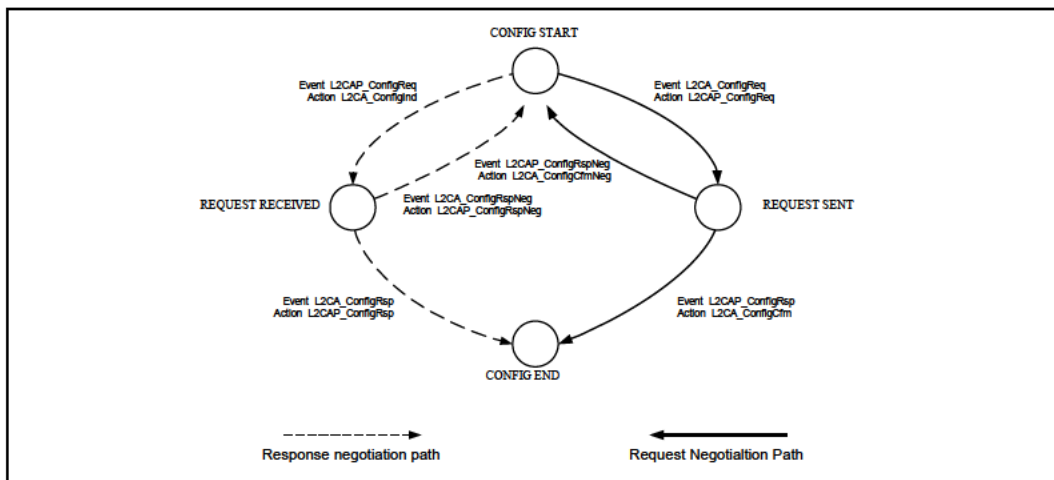 CONFIG START
Event L2CAP_ConfigReq
Action L2CA_ConfigInd
Event L2CA_ConfigReq
Action L2CAP_ConfigReq
Event L2CAP_ConfigRspNeg
Action L2CA_ConfigCfmNeg
REQUEST RECEIVED
Event L2CA_ConfigRspNeg
Action L2CAP_ConfigRspNeg
REQUEST SENT
Event L2CA_ConfigRsp
Action L2CAP_ConfigRsp
Event L2CAP_ConfigRsp
Action L2CA_ConfigCfm
CONFIG END
Response negotiation path
Request Negotialtion Path